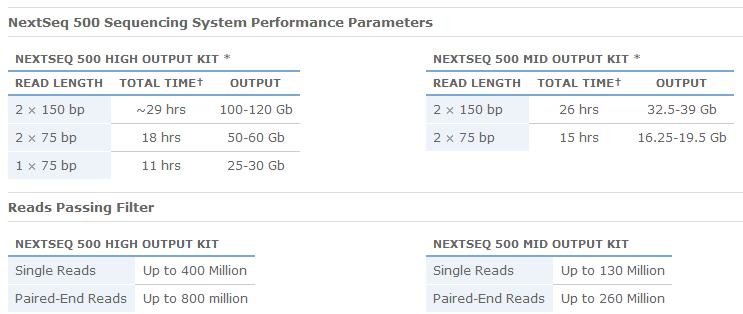 NextSeq 500 Sequencing System Performance Parameters
NEXTSEQ 500 HIGH OUTPUT KIT *
READ LENGTH TOTAL TIME† OUTPUT
2 × 150 bp ~29 hrs 100-120 Gb
2 × 75 bp 18 hrs 50-60 Gb
1 × 75 bp 11 hrs 25-30 Gb
NEXTSEQ 500 MID OUTPUT KIT *
READ LENGTH TOTAL TIME† OUTPUT
2 × 150 bp 26 hrs 32.5-39 Gb
2 × 75 bp 15 hrs 16.25-19.5 Gb
Reads Passing Filter
NEXTSEQ 500 HIGH OUTPUT KIT
Single Reads Up to 400 Million
Paired-End Reads Up to 800 million
NEXTSEQ 500 MID OUTPUT KIT
Single Reads Up to 130 Million
Paired-End Reads Up to 260 Million